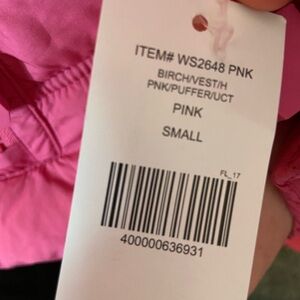 ITEM# WS2648 PNK
BIRCH/VEST/H
PNK/PUFFER/UCT
PINK
SMALL
FL_17
400000636931